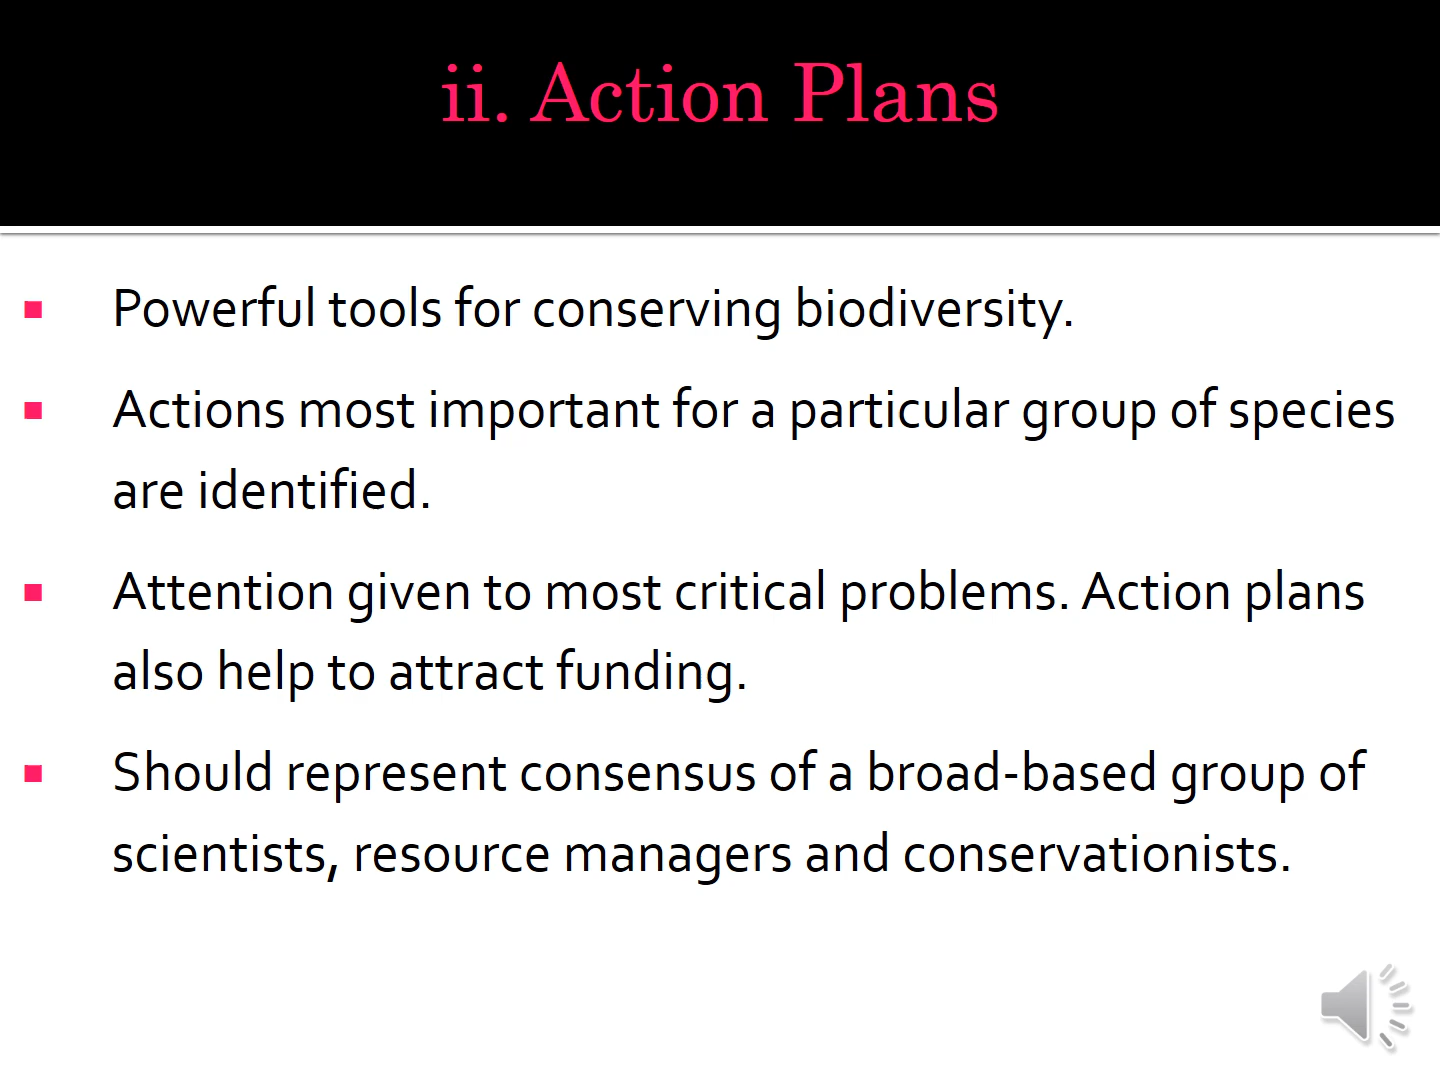 ii. Action Plans
Powerful tools for conserving biodiversity.
Actions most important for a particular group of species
are identified.
Attention given to most critical problems. Action plans
also help to attract funding.
Should represent consensus of a broad-based group of
scientists, resource managers and conservationists.